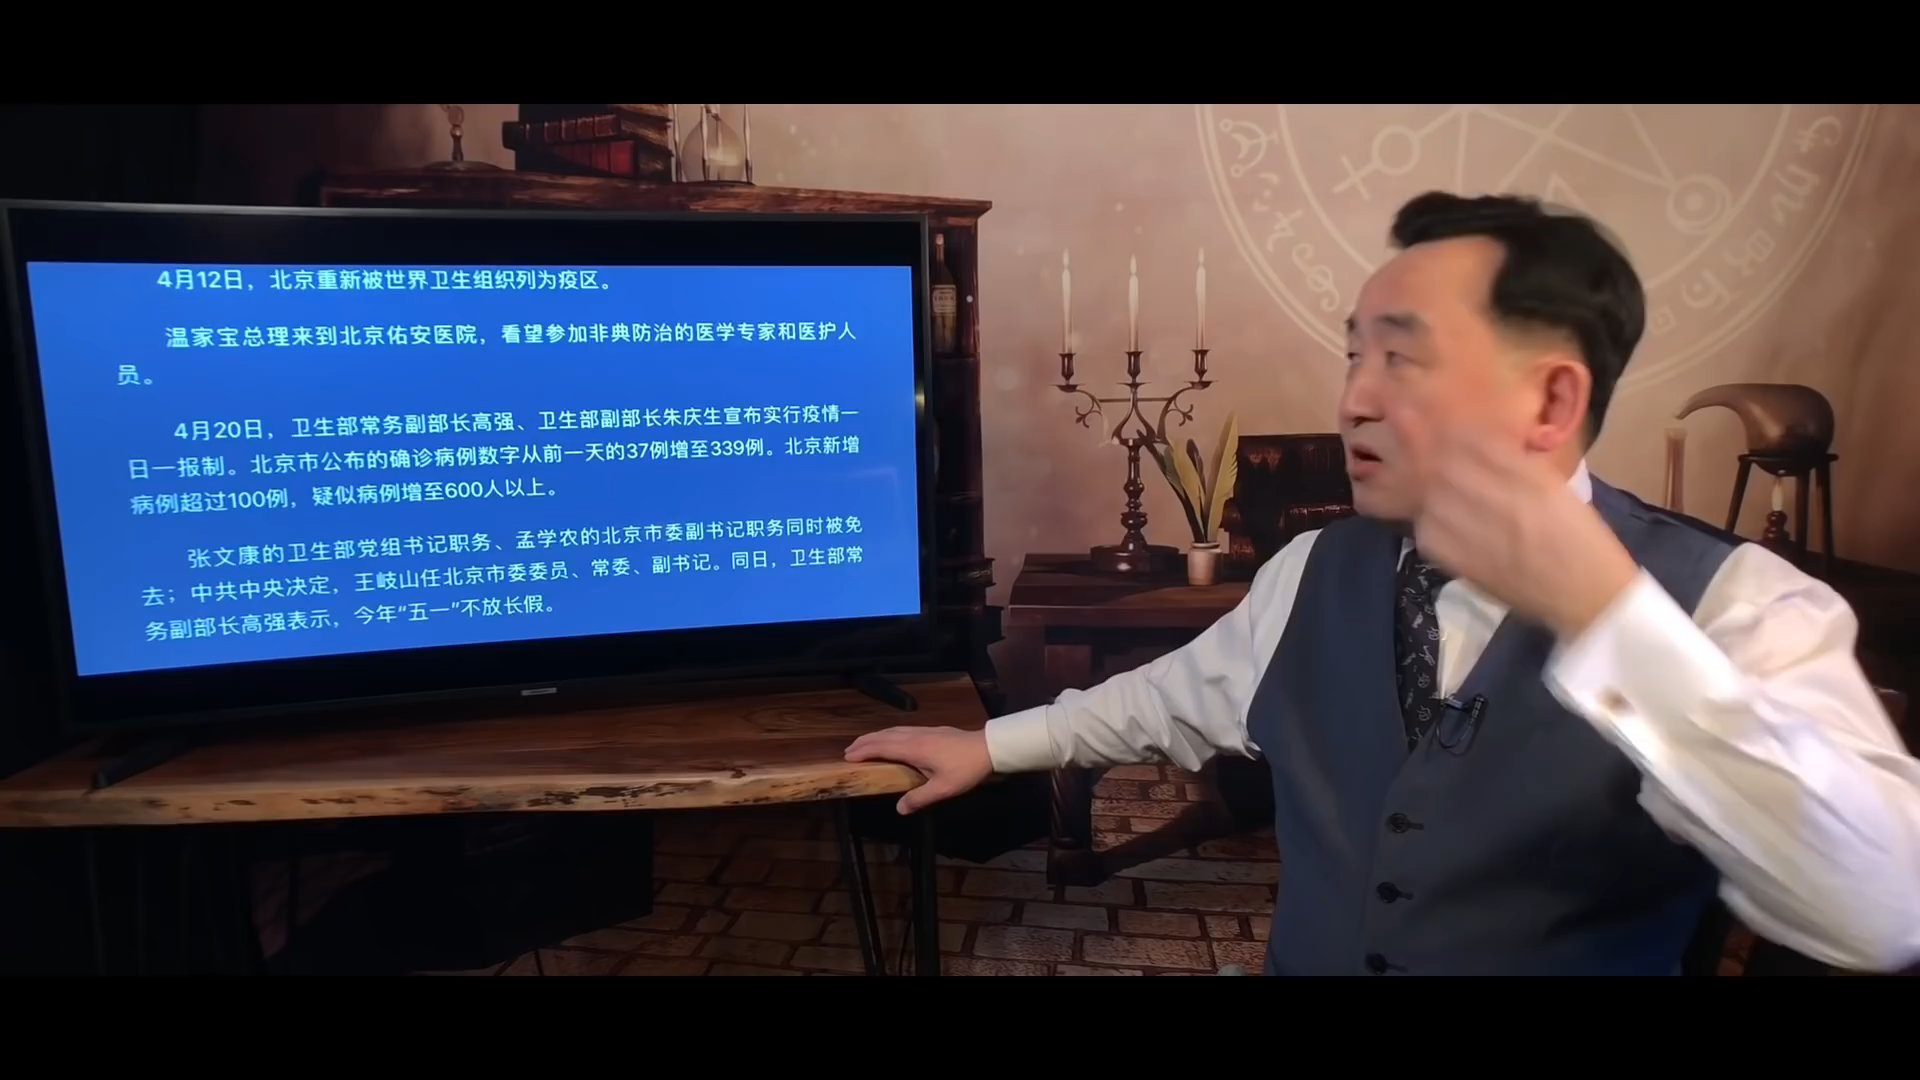 4月12日，北京重新被世界卫生组织列为疫区。
温家宝总理来到北京佑安医院，看望参加非典防治的医学专家和医护人
员。
4月20日，卫生部常务副部长高强、卫生部副部长朱庆生宣布实行疫情一
日一报制。北京市公布的确诊病例数字从前一天的37例增至339例。北京新增
病例超过100例，疑似病例增至600人以上。
张文康的卫生部党组书记职务、孟学农的北京市委副书记职务同时被免
去；中共中央决定，王岐山任北京市委委员、常委、副书记。同日，卫生部常
务副部长高强表示，今年“五一”不放长假。